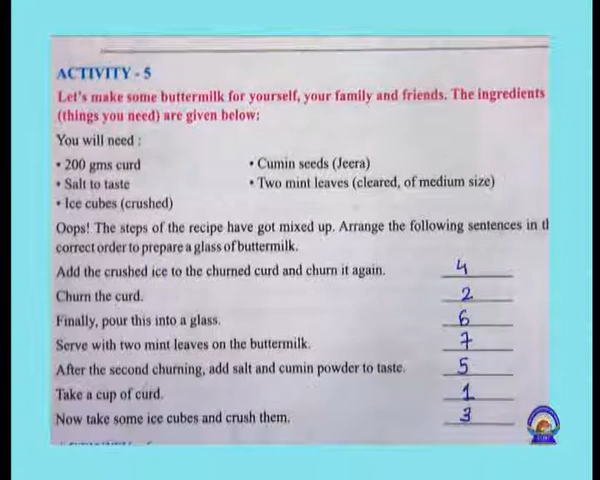 ACTIVITY - 5
Let's make some buttermilk for yourself, your family and friends. The ingredients
(things you need) are given below:
You will need :
• 200 gms curd • Cumin seeds (Jeera)
• Salt to taste • Two mint leaves (cleared, of medium size)
• Ice cubes (crushed)
Oops! The steps of the recipe have got mixed up. Arrange the following sentences in
correct order to prepare a glass of buttermilk.
Add the crushed ice to the churned curd and churn it again. 4
Churn the curd. 2
Finally, pour this into a glass. 6
Serve with two mint leaves on the buttermilk. 7
After the second churning, add salt and cumin powder to taste. 5
Take a cup of curd. 1
Now take some ice cubes and crush them. 3